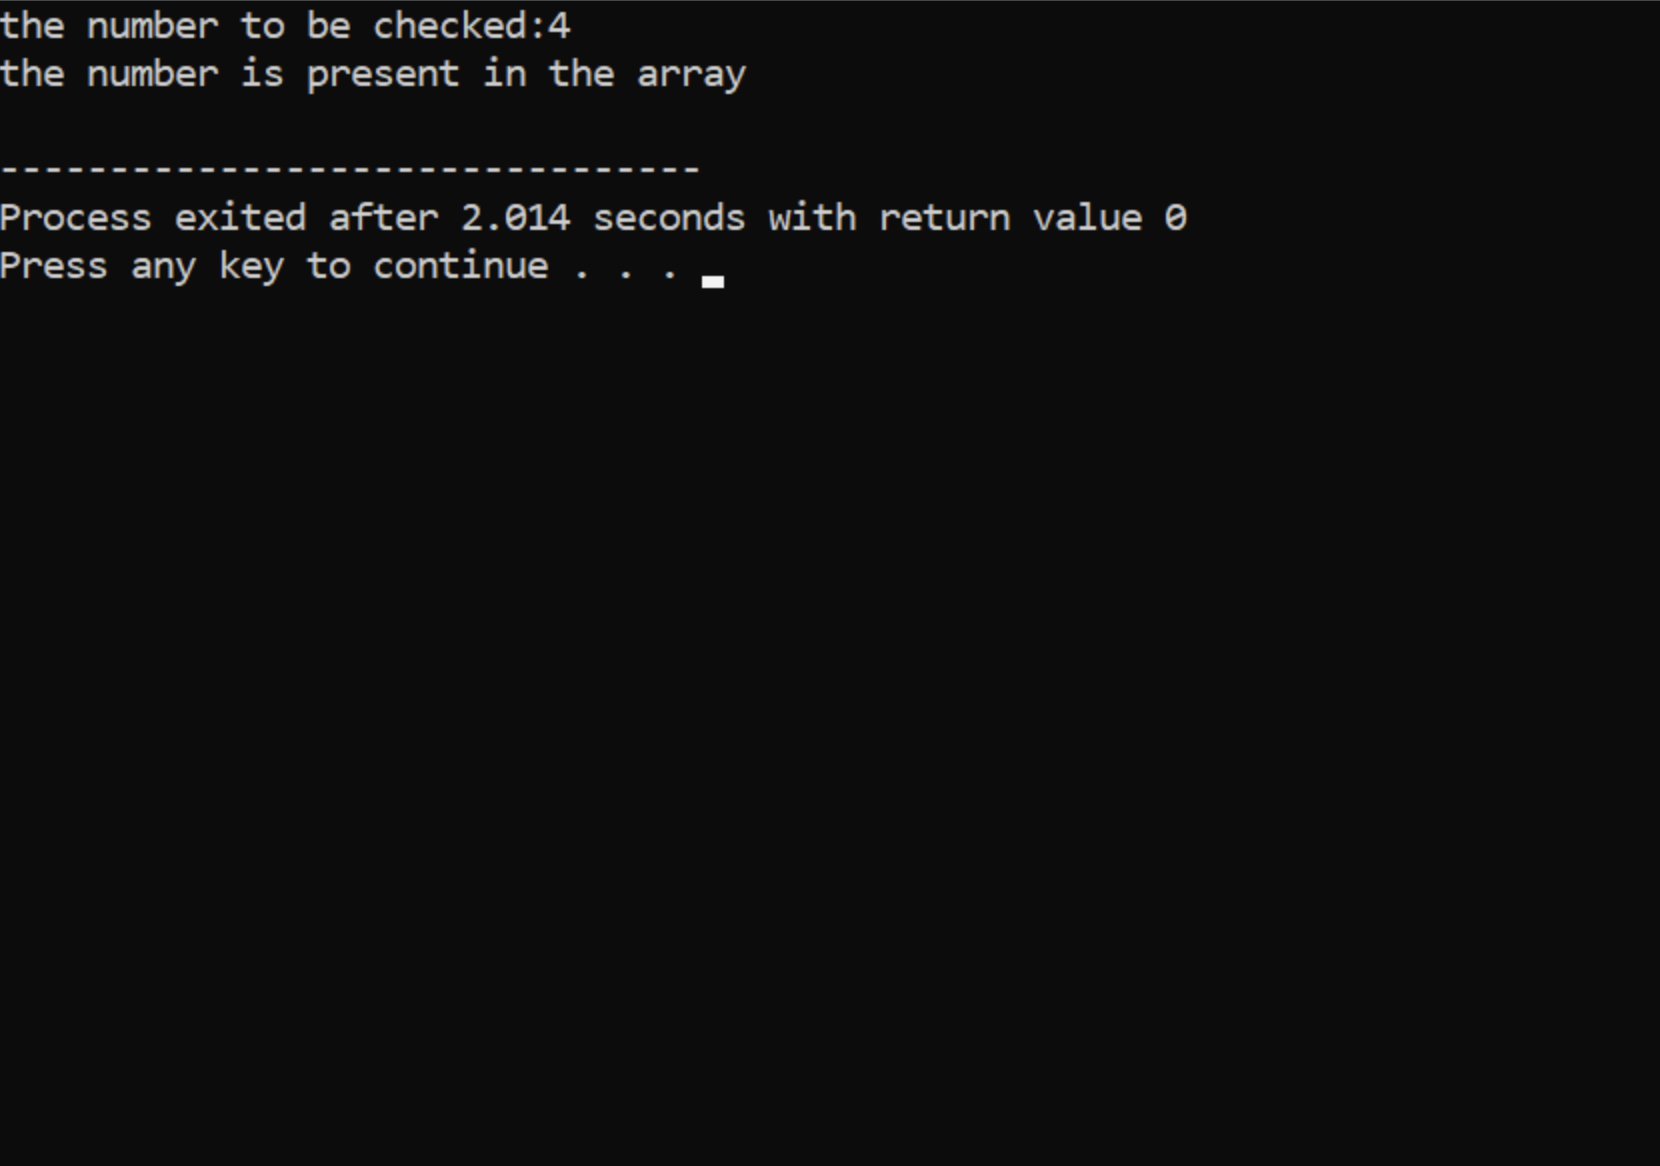 the number to be checked:4
the number is present in the array
--------------------------------
Process exited after 2.014 seconds with return value 0
Press any key to continue . . .